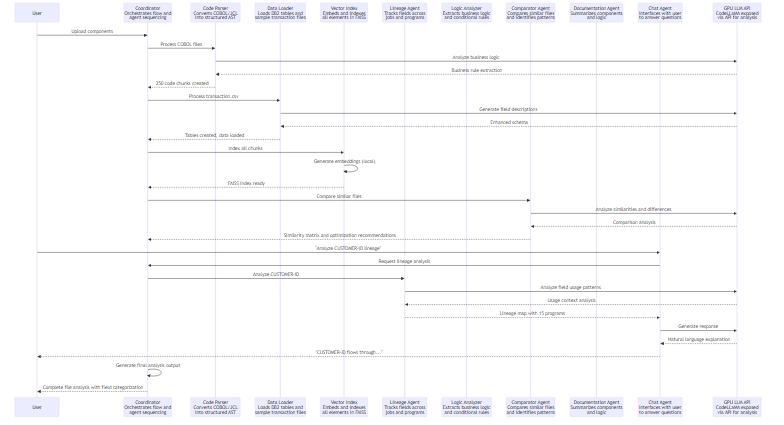 User
Coordinator
Orchestrates flow and
agent sequencing
Code Parser
Converts COBOL/JCL
into structured AST
Data Loader
Loads DB2 tables and
sample transaction files
Vector Index
Embeds and indexes
all elements in FAISS
Lineage Agent
Tracks fields across
jobs and programs
Logic Analyzer
Extracts business logic
and conditional rules
Comparator Agent
Compares similar files
and identifies patterns
Documentation Agent
Summarizes components
and logic
Chat Agent
Interfaces with user
to answer questions
GPU LLM API
CodeLLaMA exposed
via API for analysis
Upload components
Process COBOL files
Analyze business logic
Business rule extraction
250 code chunks created
Process transaction.csv
Generate field descriptions
Enhanced schema
Tables created, data loaded
Index all chunks
Generate embeddings (local)
FAISS index ready
Compare similar files
Analyze similarities and differences
Comparison analysis
Similarity matrix and optimization recommendations
"Analyze CUSTOMER-ID lineage"
Request lineage analysis
Analyze CUSTOMER-ID
Analyze field usage patterns
Usage context analysis
Lineage map with 15 programs
Generate response
Natural language explanation
"CUSTOMER-ID flows through..."
Generate final analysis output
Complete file analysis with field categorization
User
Coordinator
Orchestrates flow and
agent sequencing
Code Parser
Converts COBOL/JCL
into structured AST
Data Loader
Loads DB2 tables and
sample transaction files
Vector Index
Embeds and indexes
all elements in FAISS
Lineage Agent
Tracks fields across
jobs and programs
Logic Analyzer
Extracts business logic
and conditional rules
Comparator Agent
Compares similar files
and identifies patterns
Documentation Agent
Summarizes components
and logic
Chat Agent
Interfaces with user
to answer questions
GPU LLM API
CodeLLaMA exposed
via API for analysis